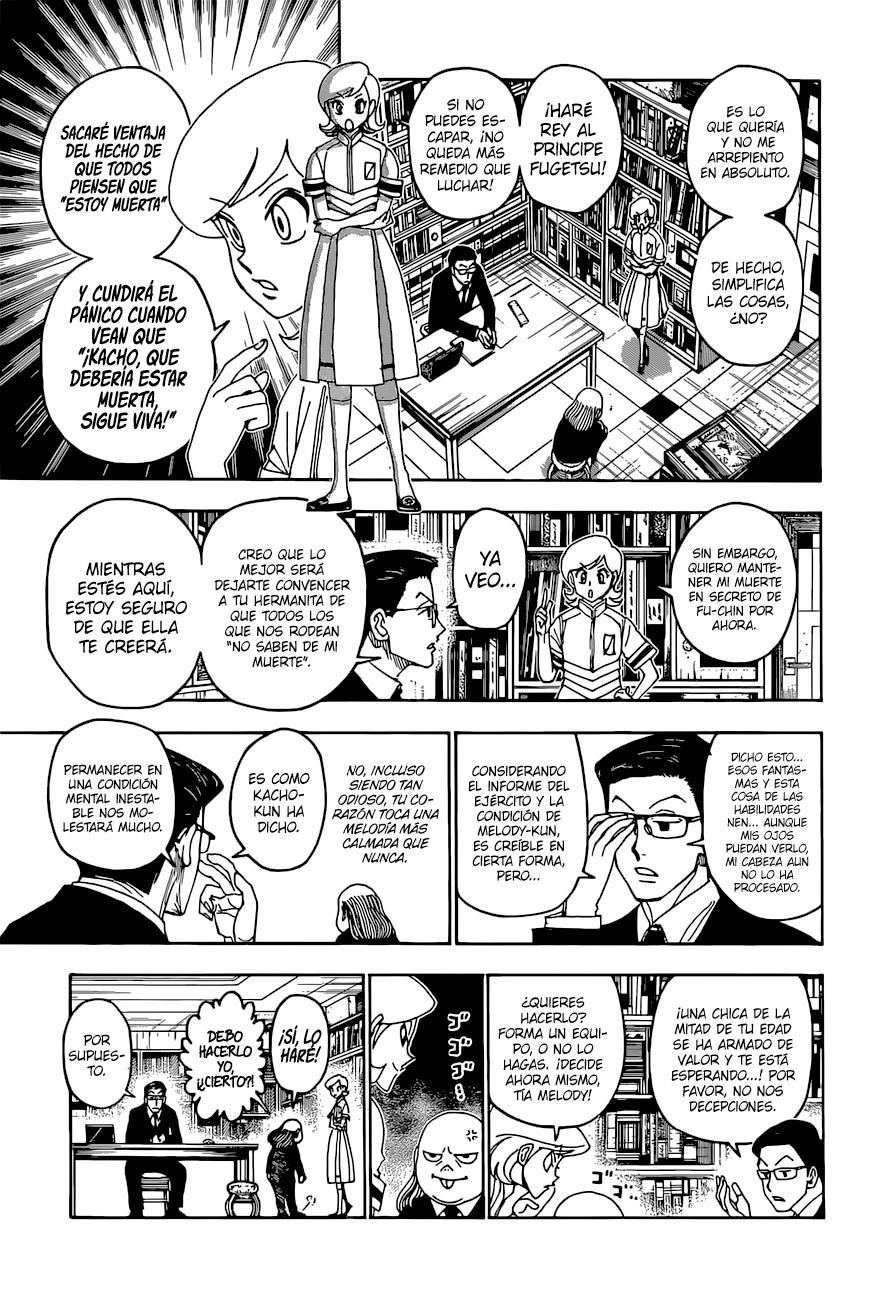 ES LO
QUE QUERÍA
Y NO ME
ARREPIENTO
EN ABSOLUTO.
DE HECHO,
SIMPLIFICA
LAS COSAS,
¿NO?
¡HARÉ
REY AL
PRINCIPE
FUGETSU!
SI NO
PUEDES ES-
CAPAR, ¡NO
QUEDA MÁS
REMEDIO QUE
LUCHAR!
SACARÉ VENTAJA
DEL HECHO DE
QUE TODOS
PIENSEN QUE
"ESTOY MUERTA"
Y CUNDIRÁ EL
PÁNICO CUANDO
VEAN QUE
"¡KACHO, QUE
DEBERÍA ESTAR
MUERTA,
SIGUE VIVA!"
SIN EMBARGO,
QUIERO MANTE-
NER MI MUERTE
EN SECRETO DE
FU-CHIN POR
AHORA.
YA
VEO...
CREO QUE LO
MEJOR SERÁ
DEJARTE CONVENCER
A TU HERMANITA DE
QUE TODOS LOS
QUE NOS RODEAN
"NO SABEN DE MI
MUERTE".
MIENTRAS
ESTÉS AQUÍ,
ESTOY SEGURO
DE QUE ELLA
TE CREERÁ.
DICHO ESTO...
ESOS FANTAS-
MAS Y ESTA
COSA DE LAS
HABILIDADES
NEN... AUNQUE
MIS OJOS
PUEDAN VERLO,
MI CABEZA AUN
NO LO HA
PROCESADO.
CONSIDERANDO
EL INFORME DEL
EJÉRCITO Y LA
CONDICIÓN DE
MELODY-KUN,
ES CREÍBLE EN
CIERTA FORMA,
PERO...
NO, INCLUSO
SIENDO TAN
ODIOSO, TU CO-
RAZÓN TOCA UNA
MELODÍA MÁS
CALMADA QUE
NUNCA.
ES COMO
KACHO-
KUN HA
DICHO.
PERMANECER EN
UNA CONDICIÓN
MENTAL INESTA-
BLE NOS MO-
LESTARÁ MUCHO.
¡UNA CHICA DE LA
MITAD DE TU EDAD
SE HA ARMADO DE
VALOR Y TE ESTÁ
ESPERANDO...! POR
FAVOR, NO NOS
DECEPCIONES.
¿QUIERES
HACERLO?
FORMA UN EQUI-
PO, O NO LO
HAGAS. ¡DECIDE
AHORA MISMO,
TÍA MELODY!
ゴゴ...
ゴゴゴ...
¡SÍ, LO
HARÉ!
DEBO
HACERLO
YO,
¿¡CIERTO?!
POR
SUPUES-
TO.